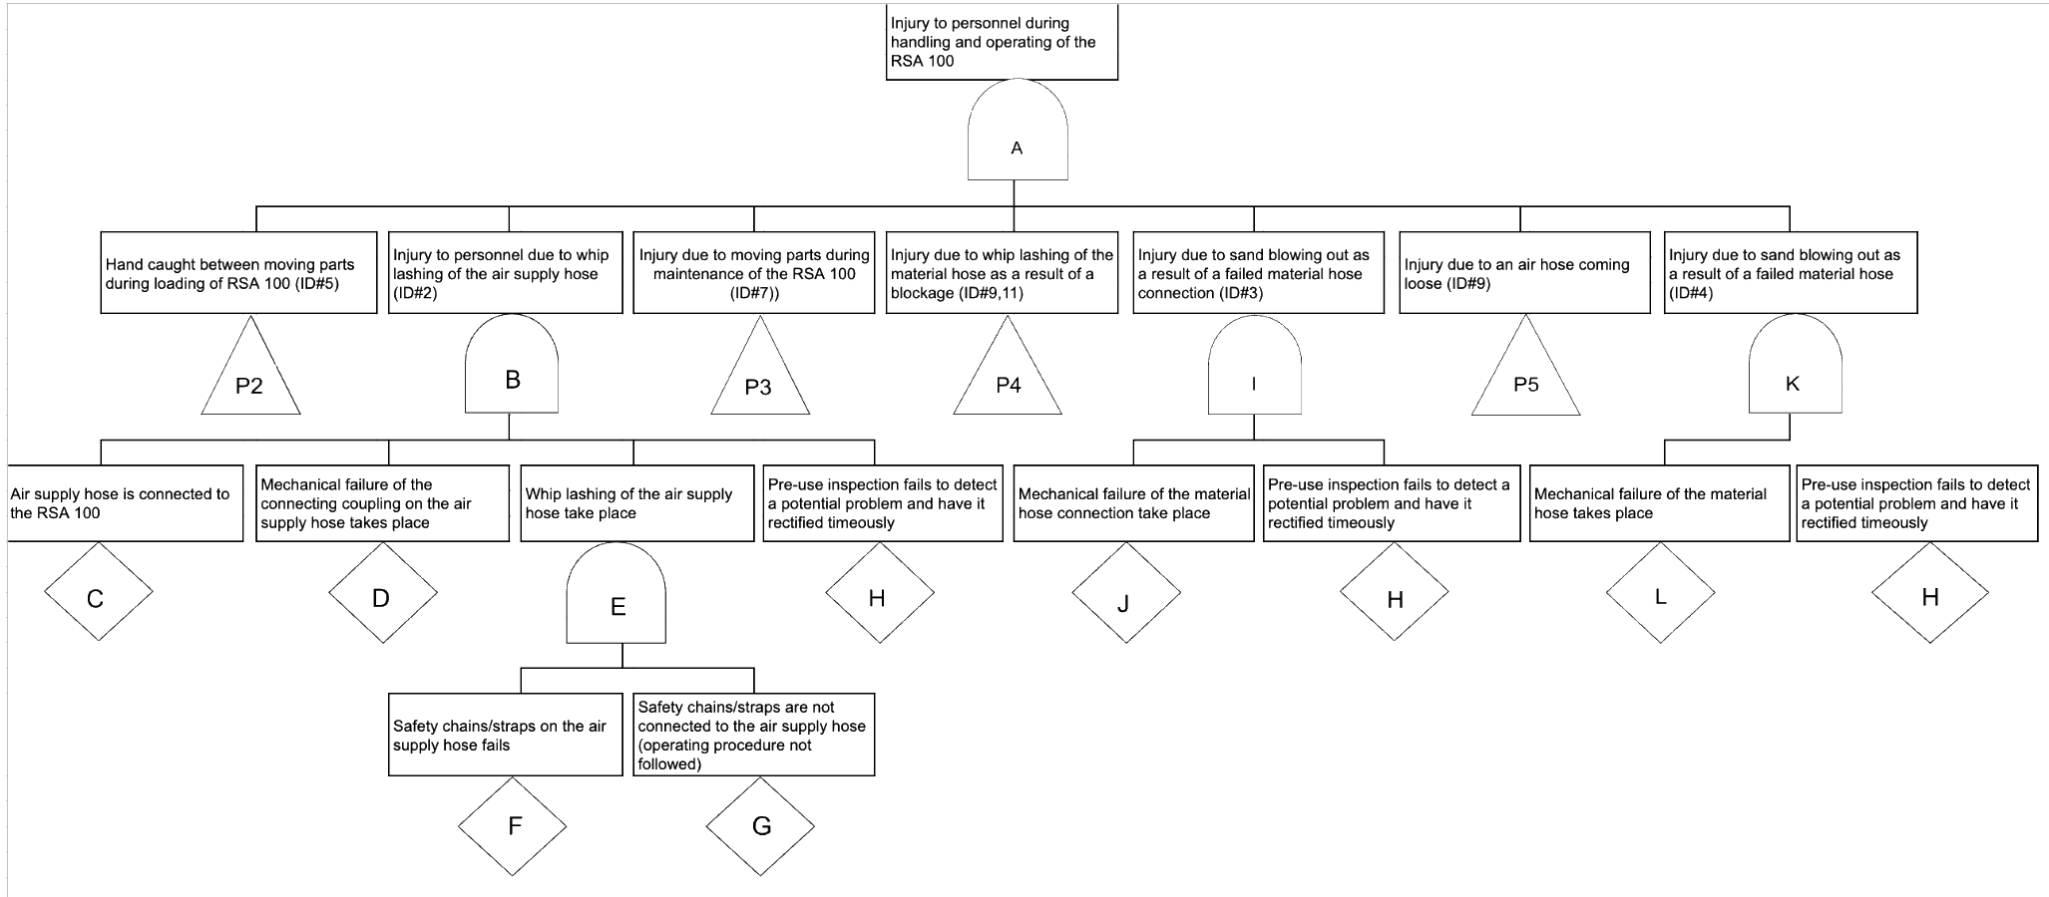 Injury to personnel during
handling and operating of the
RSA 100
A
Hand caught between moving parts
during loading of RSA 100 (ID#5)
Injury to personnel due to whip
lashing of the air supply hose
(ID#2)
Injury due to moving parts during
maintenance of the RSA 100
(ID#7))
Injury due to whip lashing of the
material hose as a result of a
blockage (ID#9,11)
Injury due to sand blowing out as
a result of a failed material hose
connection (ID#3)
Injury due to an air hose coming
loose (ID#9)
Injury due to sand blowing out as
a result of a failed material hose
(ID#4)
P2
B
P3
P4
I
P5
K
Air supply hose is connected to
the RSA 100
Mechanical failure of the
connecting coupling on the air
supply hose takes place
Whip lashing of the air supply
hose take place
Pre-use inspection fails to detect
a potential problem and have it
rectified timeously
Mechanical failure of the material
hose connection take place
Pre-use inspection fails to detect a
potential problem and have it
rectified timeously
Mechanical failure of the material
hose takes place
Pre-use inspection fails to detect
a potential problem and have it
rectified timeously
C
D
E
H
J
H
L
H
Safety chains/straps on the air
supply hose fails
Safety chains/straps are not
connected to the air supply hose
(operating procedure not
followed)
F
G